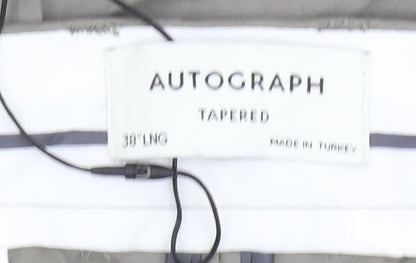 AUTOGRAPH
TAPERED
38"LNG
MADE IN TURKEY